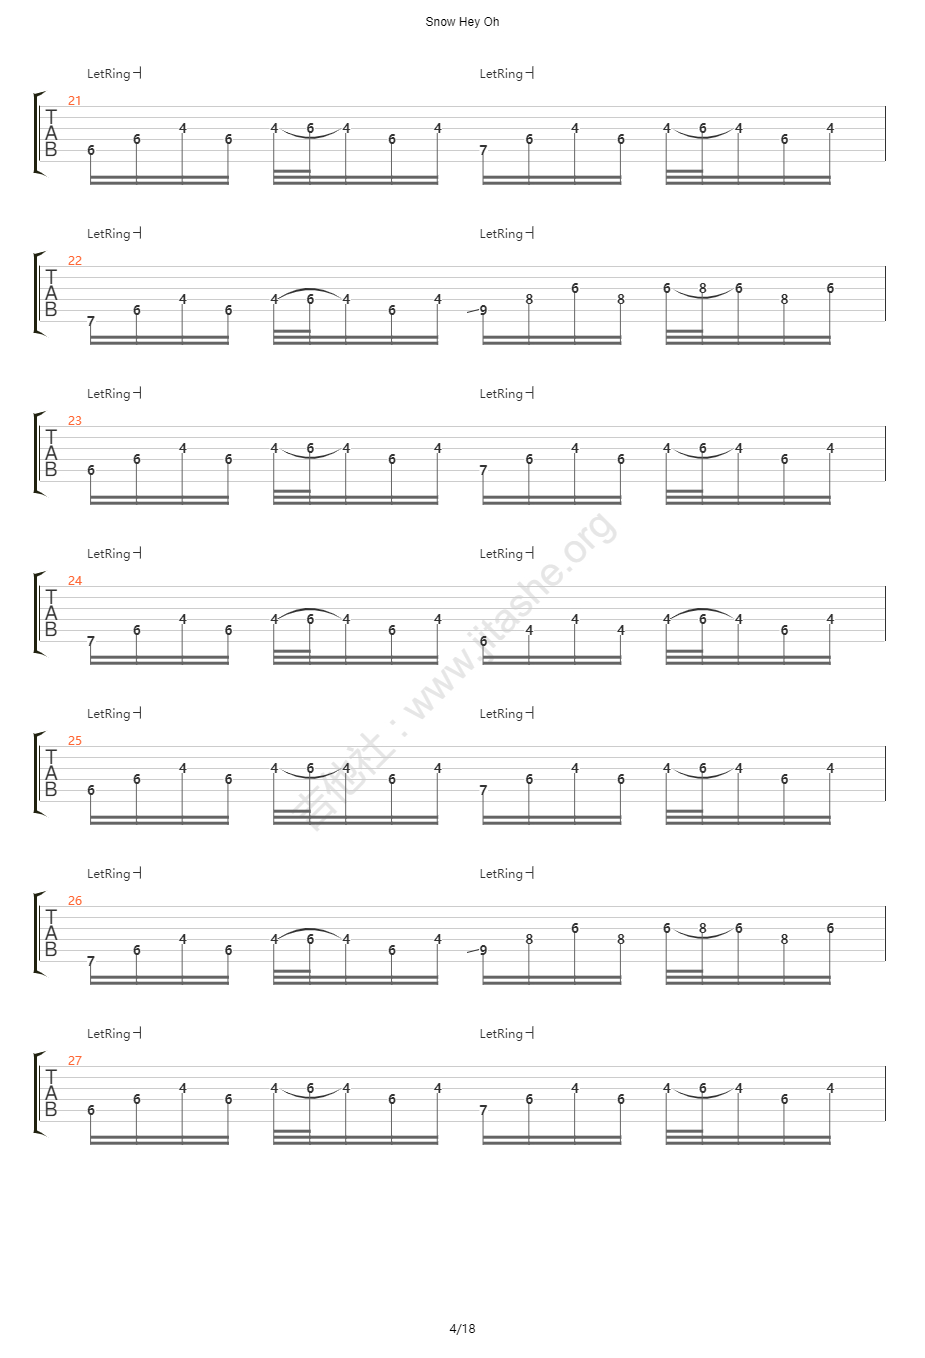 Snow Hey Oh
LetRing LetRing
21
T
A
B
6 6 4 6 4 6 4 6 4 7 6 4 6 4 6 4 6 4
LetRing LetRing
22
T
A
B
7 6 4 6 4 6 4 6 4 9 8 6 8 6 8 6 8 6
LetRing LetRing
23
T
A
B
6 6 4 6 4 6 4 6 4 7 6 4 6 4 6 4 6 4
LetRing LetRing
24
T
A
B
7 6 4 6 4 6 4 6 4 6 4 4 4 4 6 4 6 4
LetRing LetRing
25
T
A
B
6 6 4 6 4 6 4 6 4 7 6 4 6 4 6 4 6 4
LetRing LetRing
26
T
A
B
7 6 4 6 4 6 4 6 4 9 8 6 8 6 8 6 8 6
LetRing LetRing
27
T
A
B
6 6 4 6 4 6 4 6 4 7 6 4 6 4 6 4 6 4
吉他社：www.jitashe.org
4/18